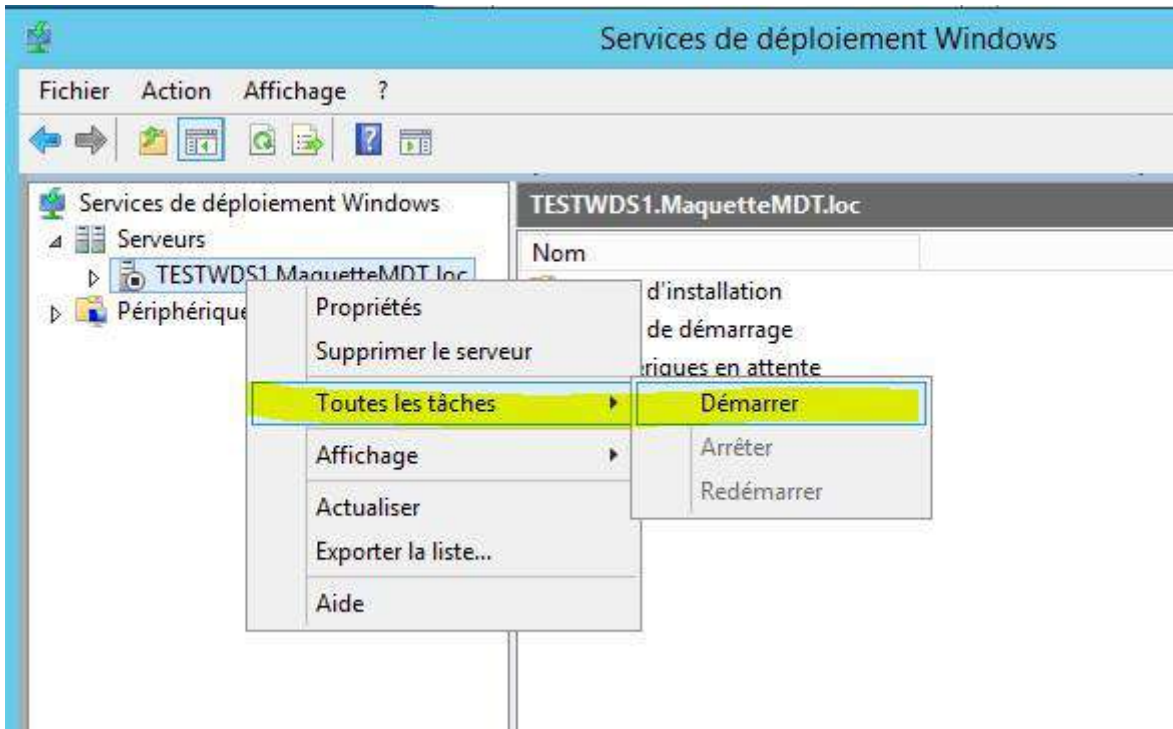 Services de déploiement Windows
Fichier Action Affichage ?
Services de déploiement Windows
Serveurs
TESTWDS1.MaquetteMDT.loc
Périphérique
TESTWDS1.MaquetteMDT.loc
Nom
d'installation
de démarrage
en attente
Propriétés
Supprimer le serveur
Toutes les tâches
Affichage
Actualiser
Exporter la liste...
Aide
Démarrer
Arrêter
Redémarrer